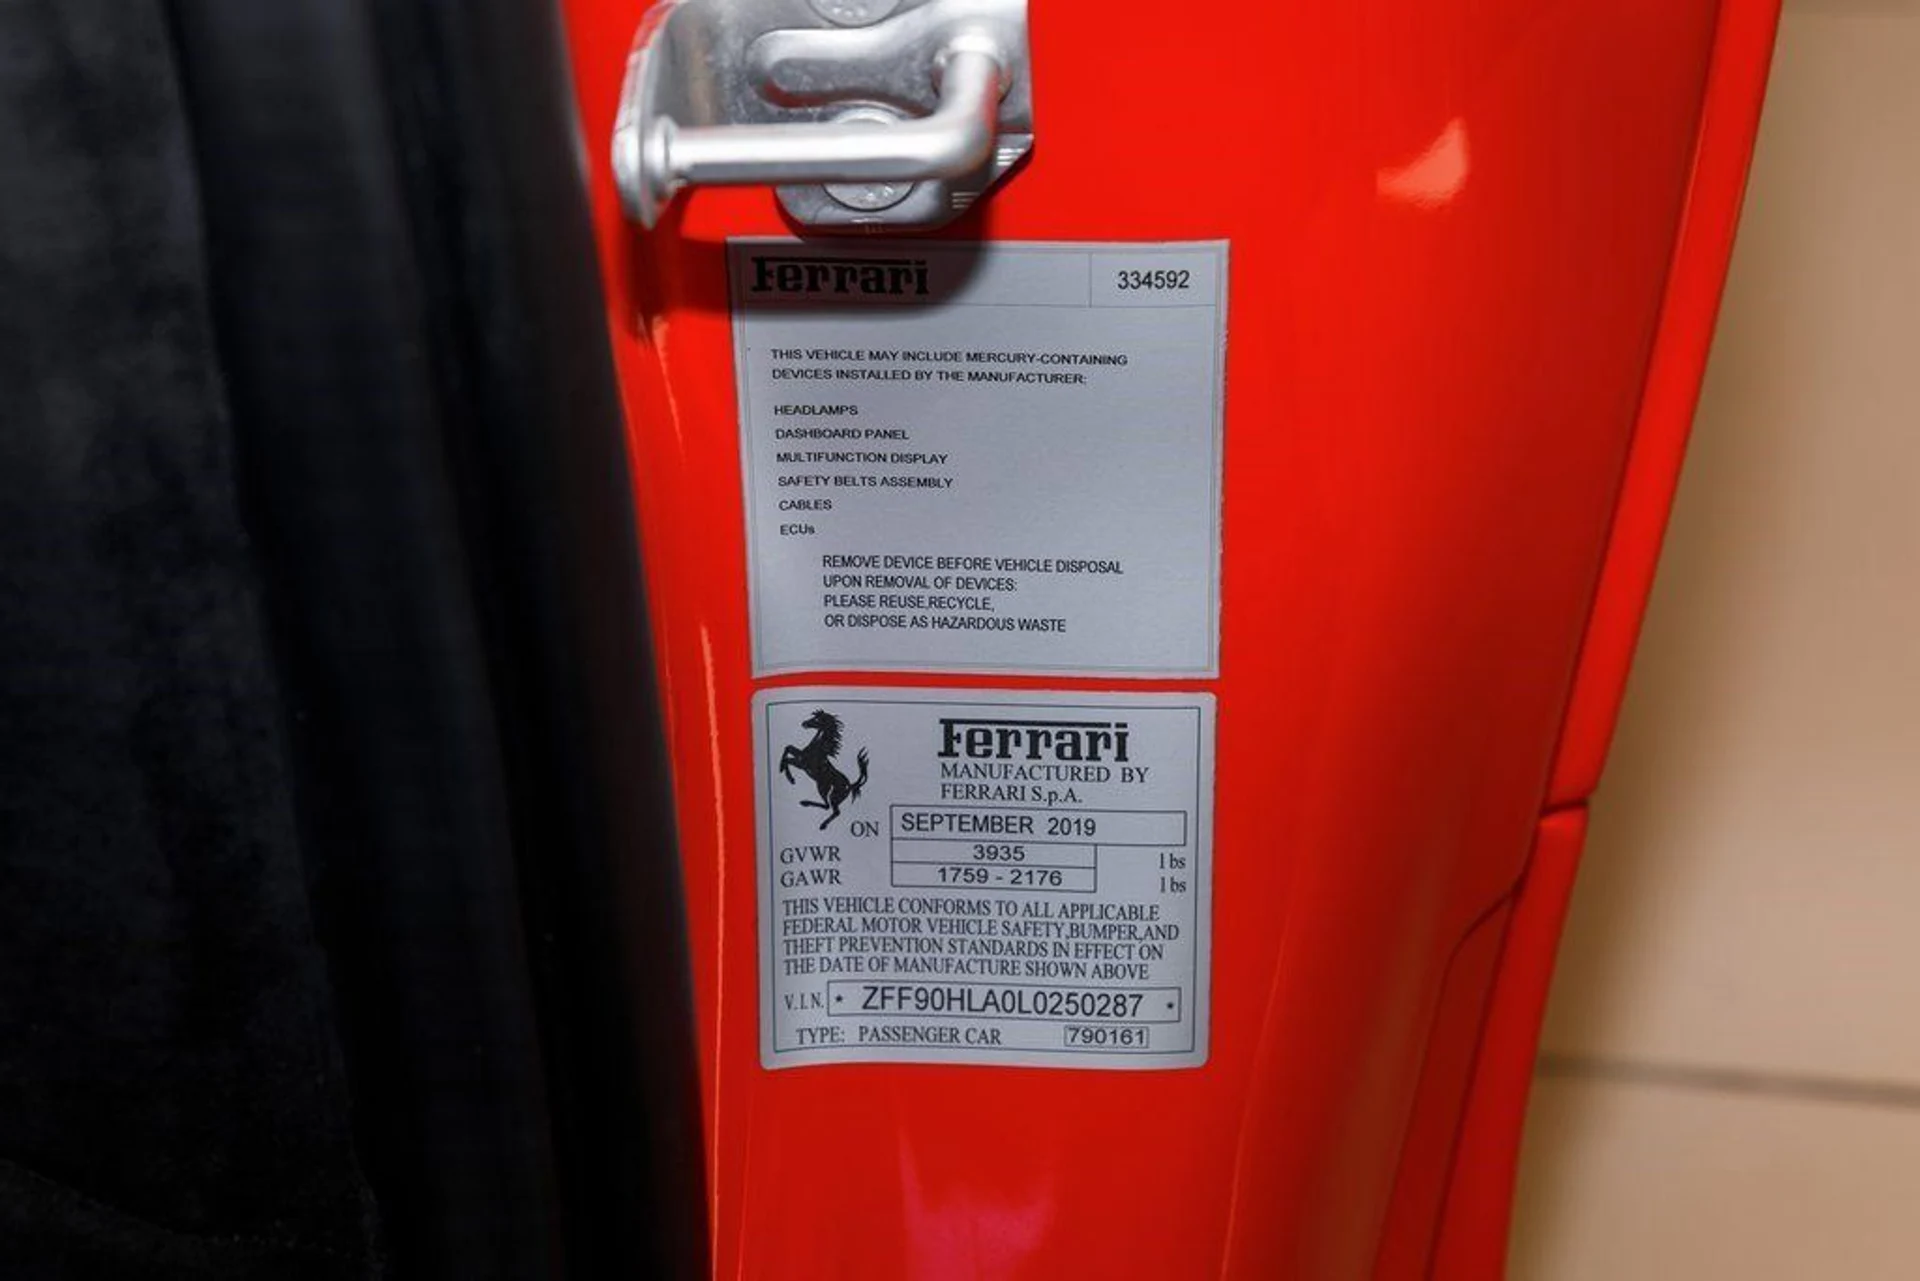 Ferrari 334592
THIS VEHICLE MAY INCLUDE MERCURY-CONTAINING
DEVICES INSTALLED BY THE MANUFACTURER:
HEADLAMPS
DASHBOARD PANEL
MULTIFUNCTION DISPLAY
SAFETY BELTS ASSEMBLY
CABLES
ECUs
REMOVE DEVICE BEFORE VEHICLE DISPOSAL
UPON REMOVAL OF DEVICES:
PLEASE REUSE,RECYCLE,
OR DISPOSE AS HAZARDOUS WASTE
Ferrari
MANUFACTURED BY
FERRARI S.p.A.
ON SEPTEMBER 2019
GVWR 3935 lbs
GAWR 1759 - 2176 lbs
THIS VEHICLE CONFORMS TO ALL APPLICABLE
FEDERAL MOTOR VEHICLE SAFETY,BUMPER,AND
THEFT PREVENTION STANDARDS IN EFFECT ON
THE DATE OF MANUFACTURE SHOWN ABOVE
V.I.N. * ZFF90HLA0L0250287 *
TYPE: PASSENGER CAR 790161